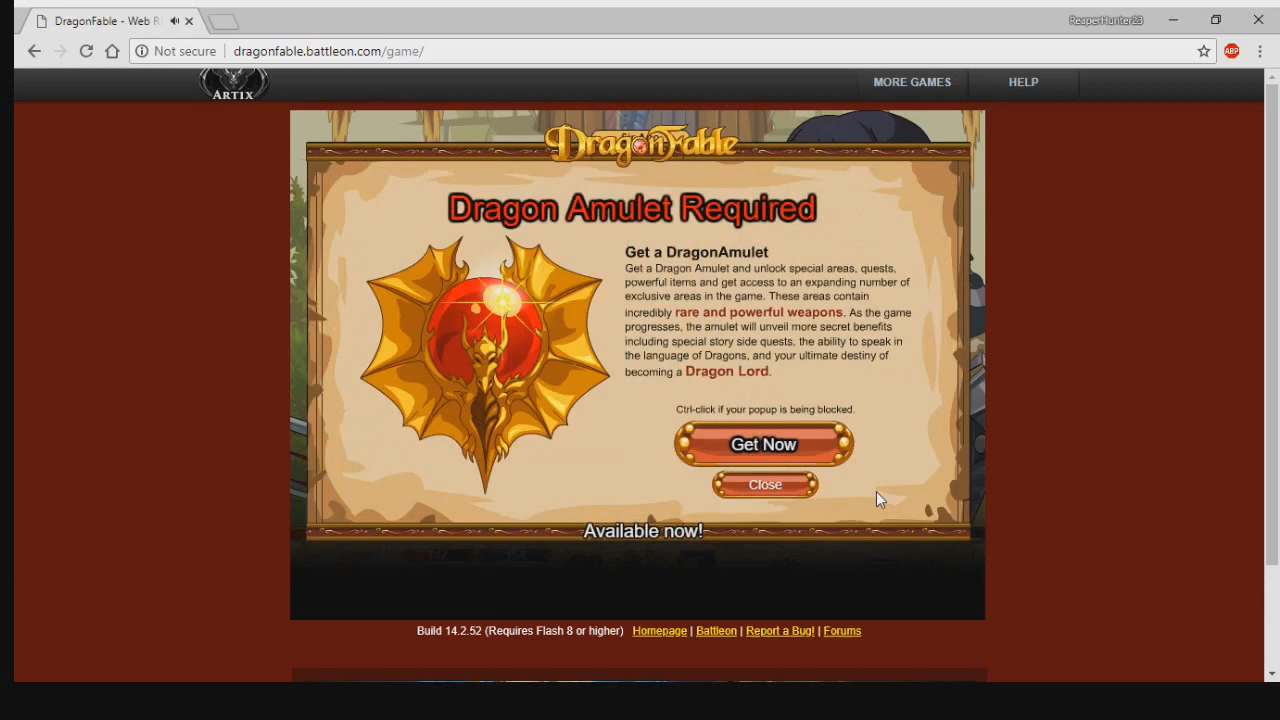 DragonFable - Web R
ReaperHunter23
Not secure
dragonfable.battleon.com/game/
ABP
ARTIX
MORE GAMES
HELP
DragonFable
Dragon Amulet Required
Get a DragonAmulet
Get a Dragon Amulet and unlock special areas, quests,
powerful items and get access to an expanding number of
exclusive areas in the game. These areas contain
incredibly rare and powerful weapons. As the game
progresses, the amulet will unveil more secret benefits
including special story side quests, the ability to speak in
the language of Dragons, and your ultimate destiny of
becoming a Dragon Lord.
Ctrl-click if your popup is being blocked.
Get Now
Close
Available now!
Build 14.2.52 (Requires Flash 8 or higher) Homepage | Battleon | Report a Bug! | Forums